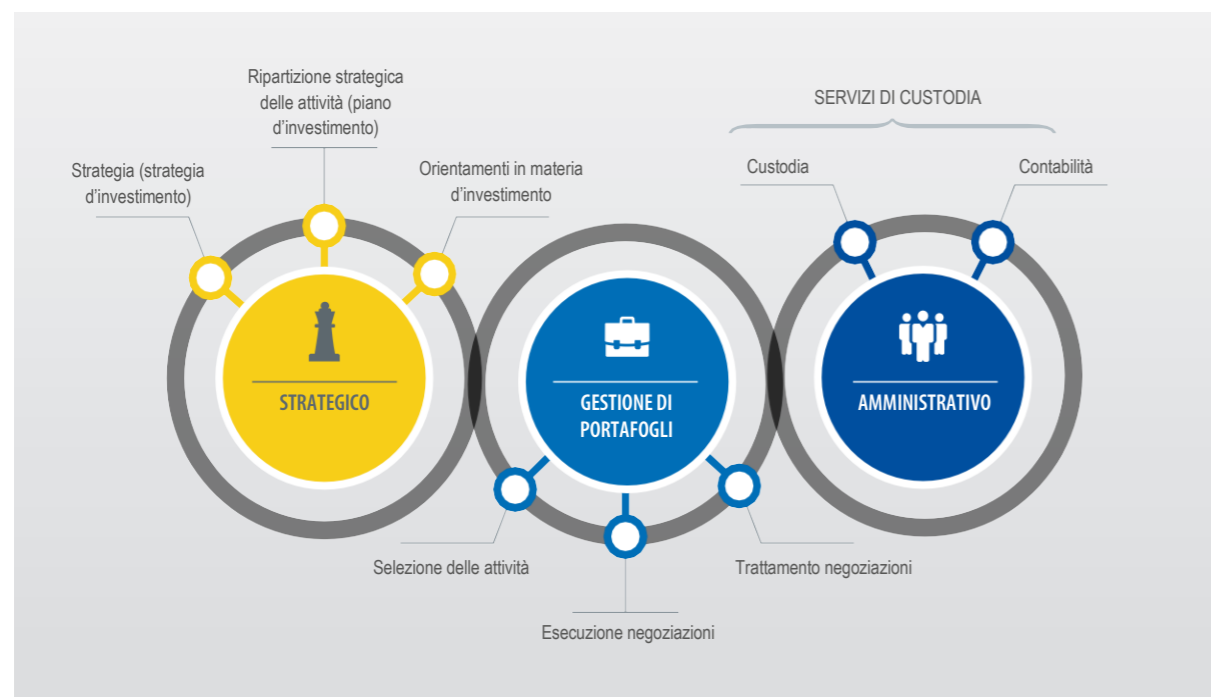 Ripartizione strategica
delle attività (piano
d’investimento)
Strategia (strategia
d’investimento)
Orientamenti in materia
d’investimento
STRATEGICO
GESTIONE DI
PORTAFOGLI
Selezione delle attività
Esecuzione negoziazioni
Trattamento negoziazioni
SERVIZI DI CUSTODIA
Custodia
Contabilità
AMMINISTRATIVO